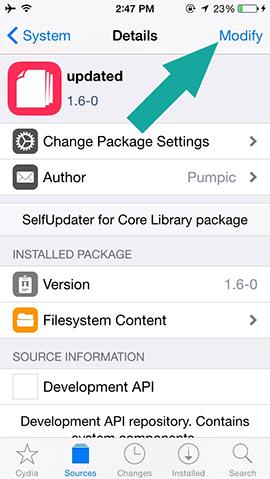 2:47 PM 23%
System Details Modify
updated
1.6-0
Change Package Settings
Author Pumpic
SelfUpdater for Core Library package
INSTALLED PACKAGE
Version 1.6-0
Filesystem Content
SOURCE INFORMATION
Development API
Development API repository. Contains
system components.
Cydia Sources Changes Installed Search